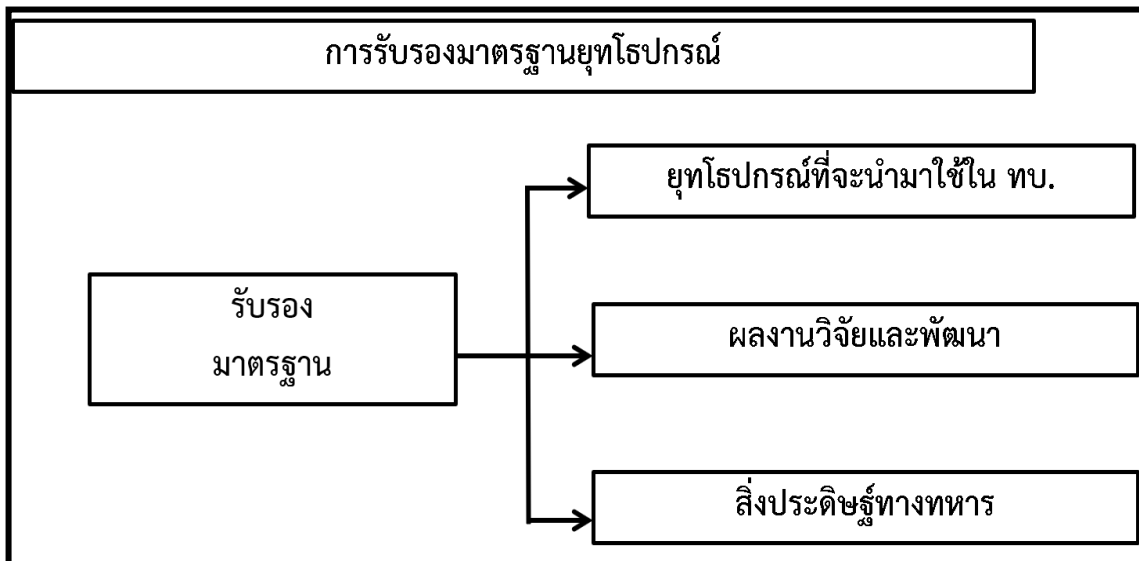 การรับรองมาตรฐานยุทโธปกรณ์
ยุทโธปกรณ์ที่จะนำมาใช้ใน ทบ.
รับรอง
มาตรฐาน
ผลงานวิจัยและพัฒนา
สิ่งประดิษฐ์ทางทหาร